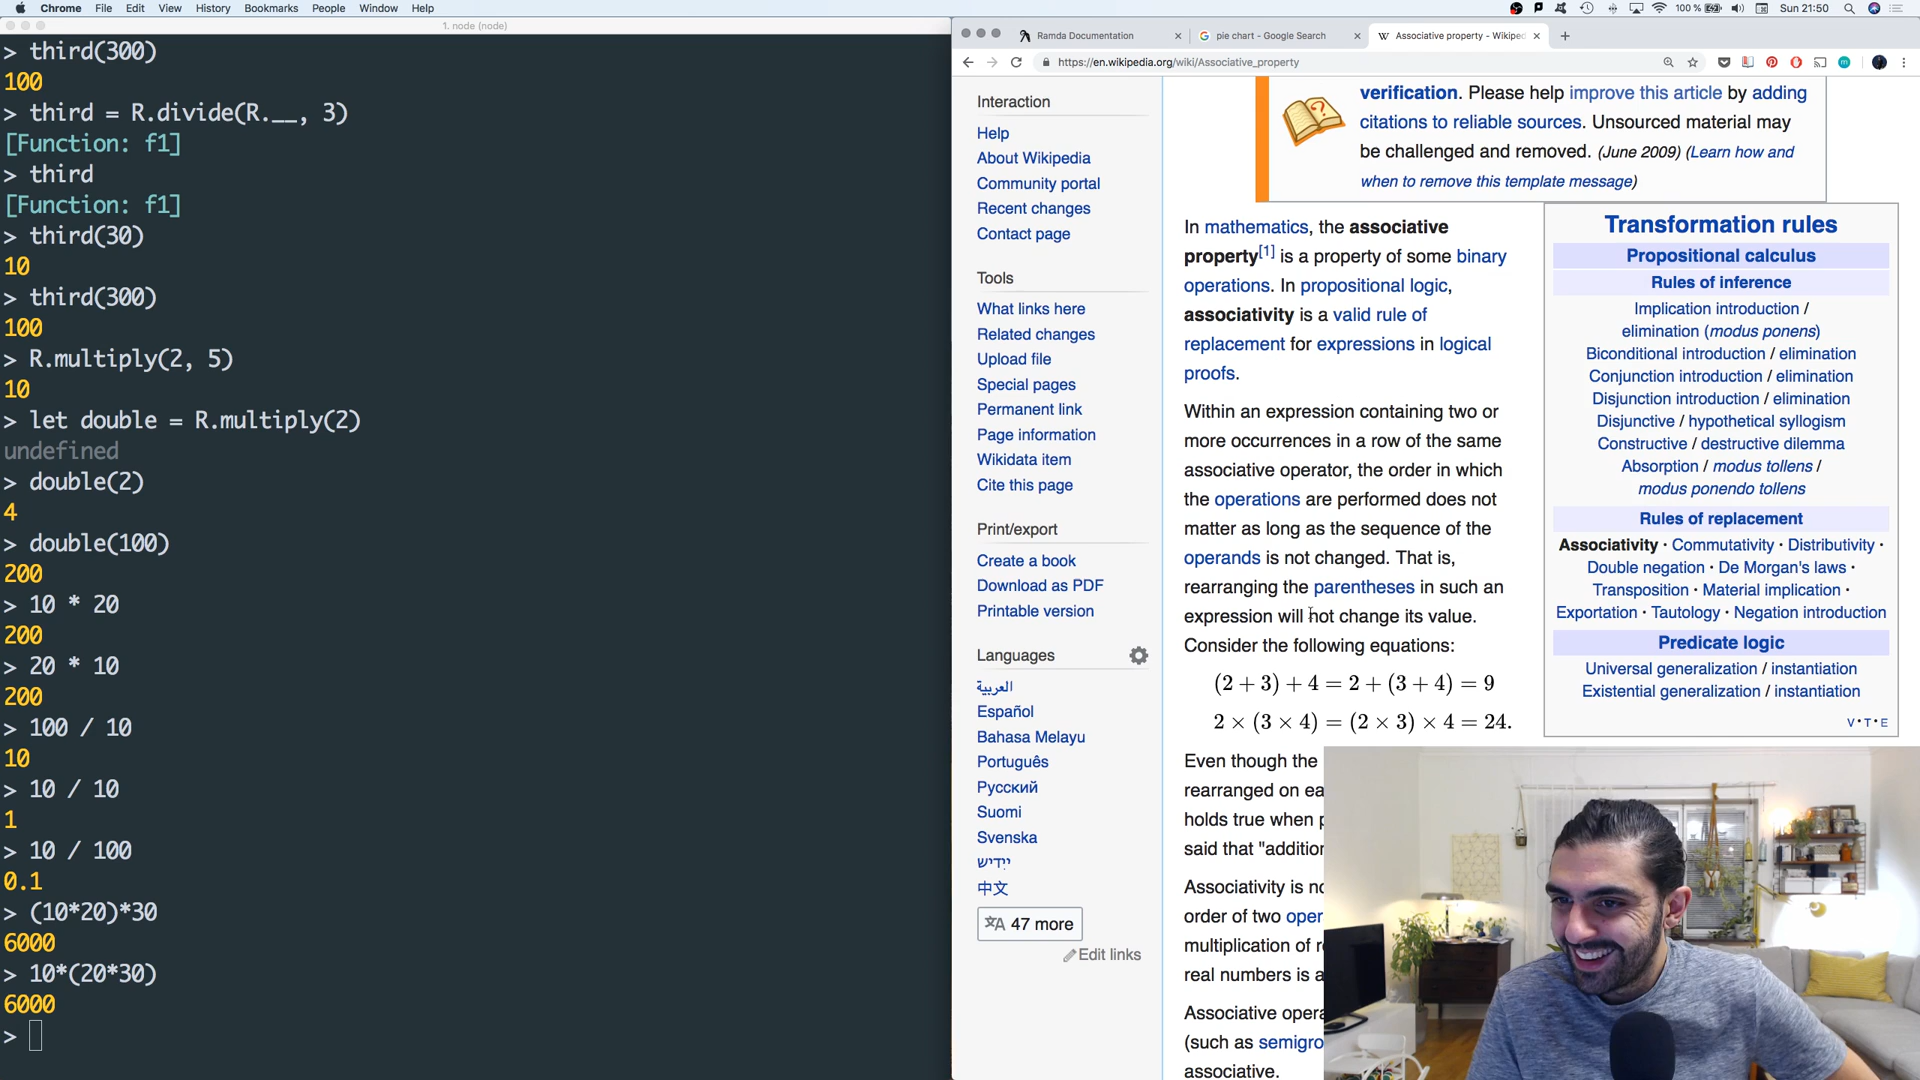 Chrome File Edit View History Bookmarks People Window Help
100 % Sun 21:50
1. node (node)
> third(300)
100
> third = R.divide(R.__, 3)
[Function: f1]
> third
[Function: f1]
> third(30)
10
> third(300)
100
> R.multiply(2, 5)
10
> let double = R.multiply(2)
undefined
> double(2)
4
> double(100)
200
> 10 * 20
200
> 20 * 10
200
> 100 / 10
10
> 10 / 10
1
> 10 / 100
0.1
> (10*20)*30
6000
> 10*(20*30)
6000
>
Ramda Documentation
pie chart - Google Search
Associative property - Wikiped
https://en.wikipedia.org/wiki/Associative_property
Interaction
Help
About Wikipedia
Community portal
Recent changes
Contact page
Tools
What links here
Related changes
Upload file
Special pages
Permanent link
Page information
Wikidata item
Cite this page
Print/export
Create a book
Download as PDF
Printable version
Languages
العربية
Español
Bahasa Melayu
Português
Русский
Suomi
Svenska
ייִדיש
中文
47 more
Edit links
verification. Please help improve this article by adding
citations to reliable sources. Unsourced material may
be challenged and removed. (June 2009) (Learn how and
when to remove this template message)
In mathematics, the associative
property[1] is a property of some binary
operations. In propositional logic,
associativity is a valid rule of
replacement for expressions in logical
proofs.
Within an expression containing two or
more occurrences in a row of the same
associative operator, the order in which
the operations are performed does not
matter as long as the sequence of the
operands is not changed. That is,
rearranging the parentheses in such an
expression will not change its value.
Consider the following equations:
(2 + 3) + 4 = 2 + (3 + 4) = 9
2 × (3 × 4) = (2 × 3) × 4 = 24.
Even though the
rearranged on ea
holds true when p
said that "addition
Associativity is no
order of two oper
multiplication of r
real numbers is a
Associative opera
(such as semigro
associative.
Transformation rules
Propositional calculus
Rules of inference
Implication introduction /
elimination (modus ponens)
Biconditional introduction / elimination
Conjunction introduction / elimination
Disjunction introduction / elimination
Disjunctive / hypothetical syllogism
Constructive / destructive dilemma
Absorption / modus tollens /
modus ponendo tollens
Rules of replacement
Associativity · Commutativity · Distributivity ·
Double negation · De Morgan's laws ·
Transposition · Material implication ·
Exportation · Tautology · Negation introduction
Predicate logic
Universal generalization / instantiation
Existential generalization / instantiation
V · T · E